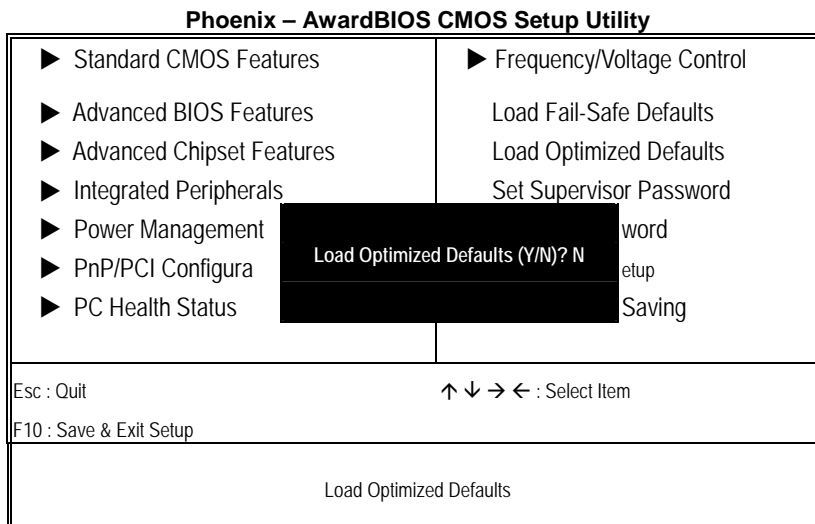 Phoenix – AwardBIOS CMOS Setup Utility
▶ Standard CMOS Features
▶ Advanced BIOS Features
▶ Advanced Chipset Features
▶ Integrated Peripherals
▶ Power Management
▶ PnP/PCI Configura
▶ PC Health Status
▶ Frequency/Voltage Control
Load Fail-Safe Defaults
Load Optimized Defaults
Set Supervisor Password
word
etup
Saving
Load Optimized Defaults (Y/N)? N
Esc : Quit
↑ ↓ → ← : Select Item
F10 : Save & Exit Setup
Load Optimized Defaults